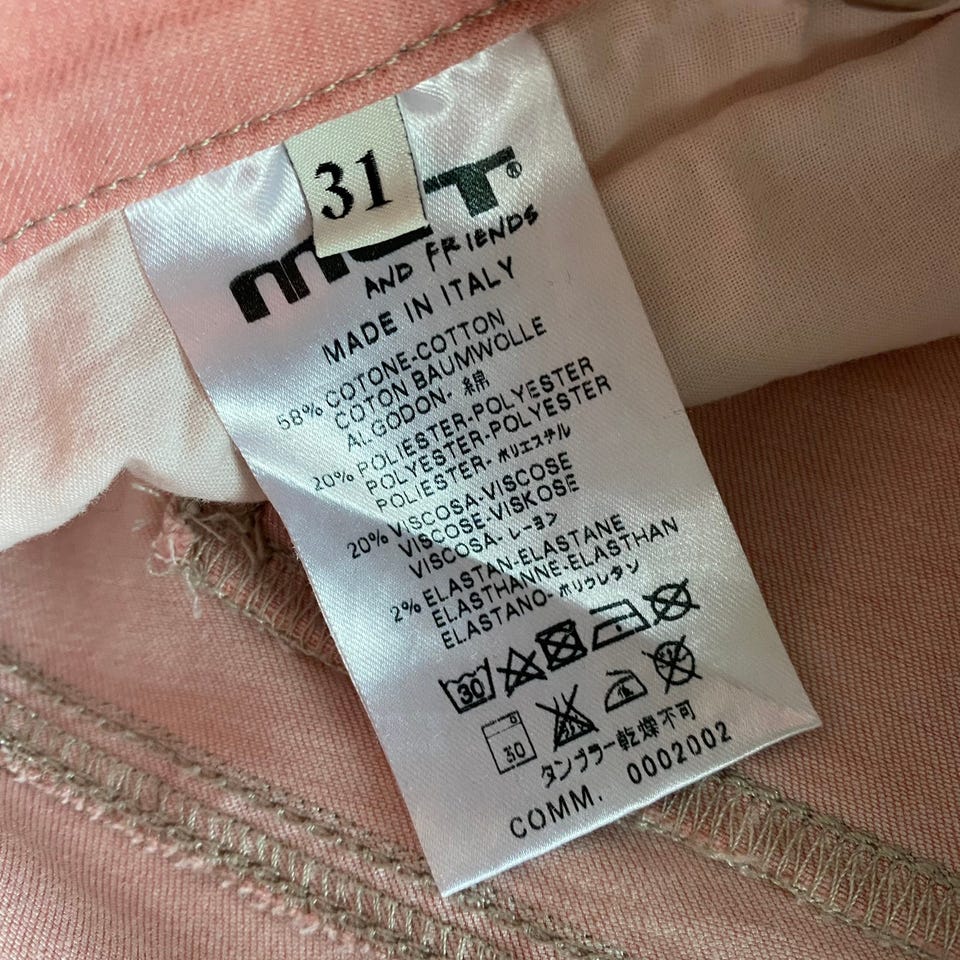 31
T®
AND FRIENDS
MADE IN ITALY
58% COTONE-COTTON
COTON BAUMWOLLE
ALGODON- 綿
20% POLIESTER-POLYESTER
POLYESTER-POLYESTER
POLIESTER- ポリエステル
20% VISCOSA-VISCOSE
VISCOSE-VISKOSE
VISCOSA- レーヨン
2% ELASTAN-ELASTANE
ELASTHANNE-ELASTHAN
ELASTANO- ポリウレタン
30
30
タンブラー乾燥不可
COMM. 0002002